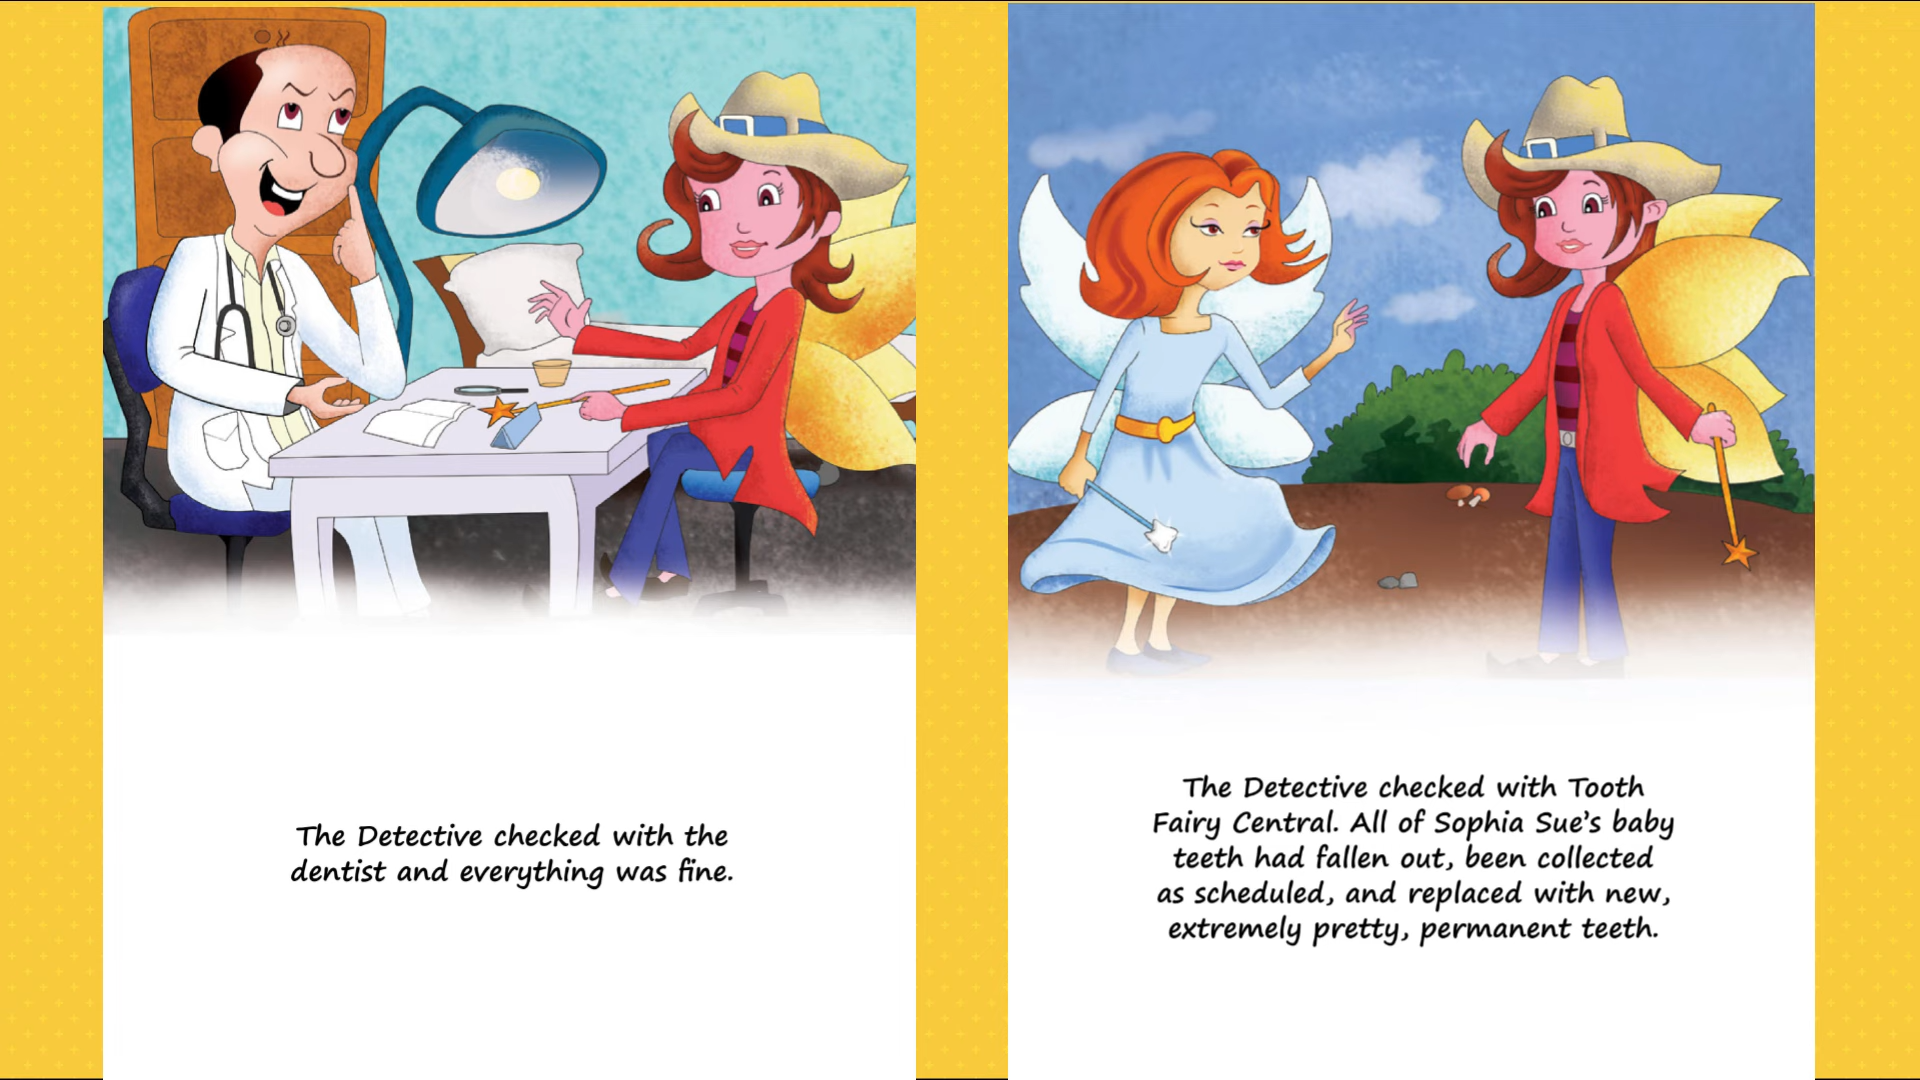 The Detective checked with the
dentist and everything was fine.
The Detective checked with Tooth
Fairy Central. All of Sophia Sue's baby
teeth had fallen out, been collected
as scheduled, and replaced with new,
extremely pretty, permanent teeth.